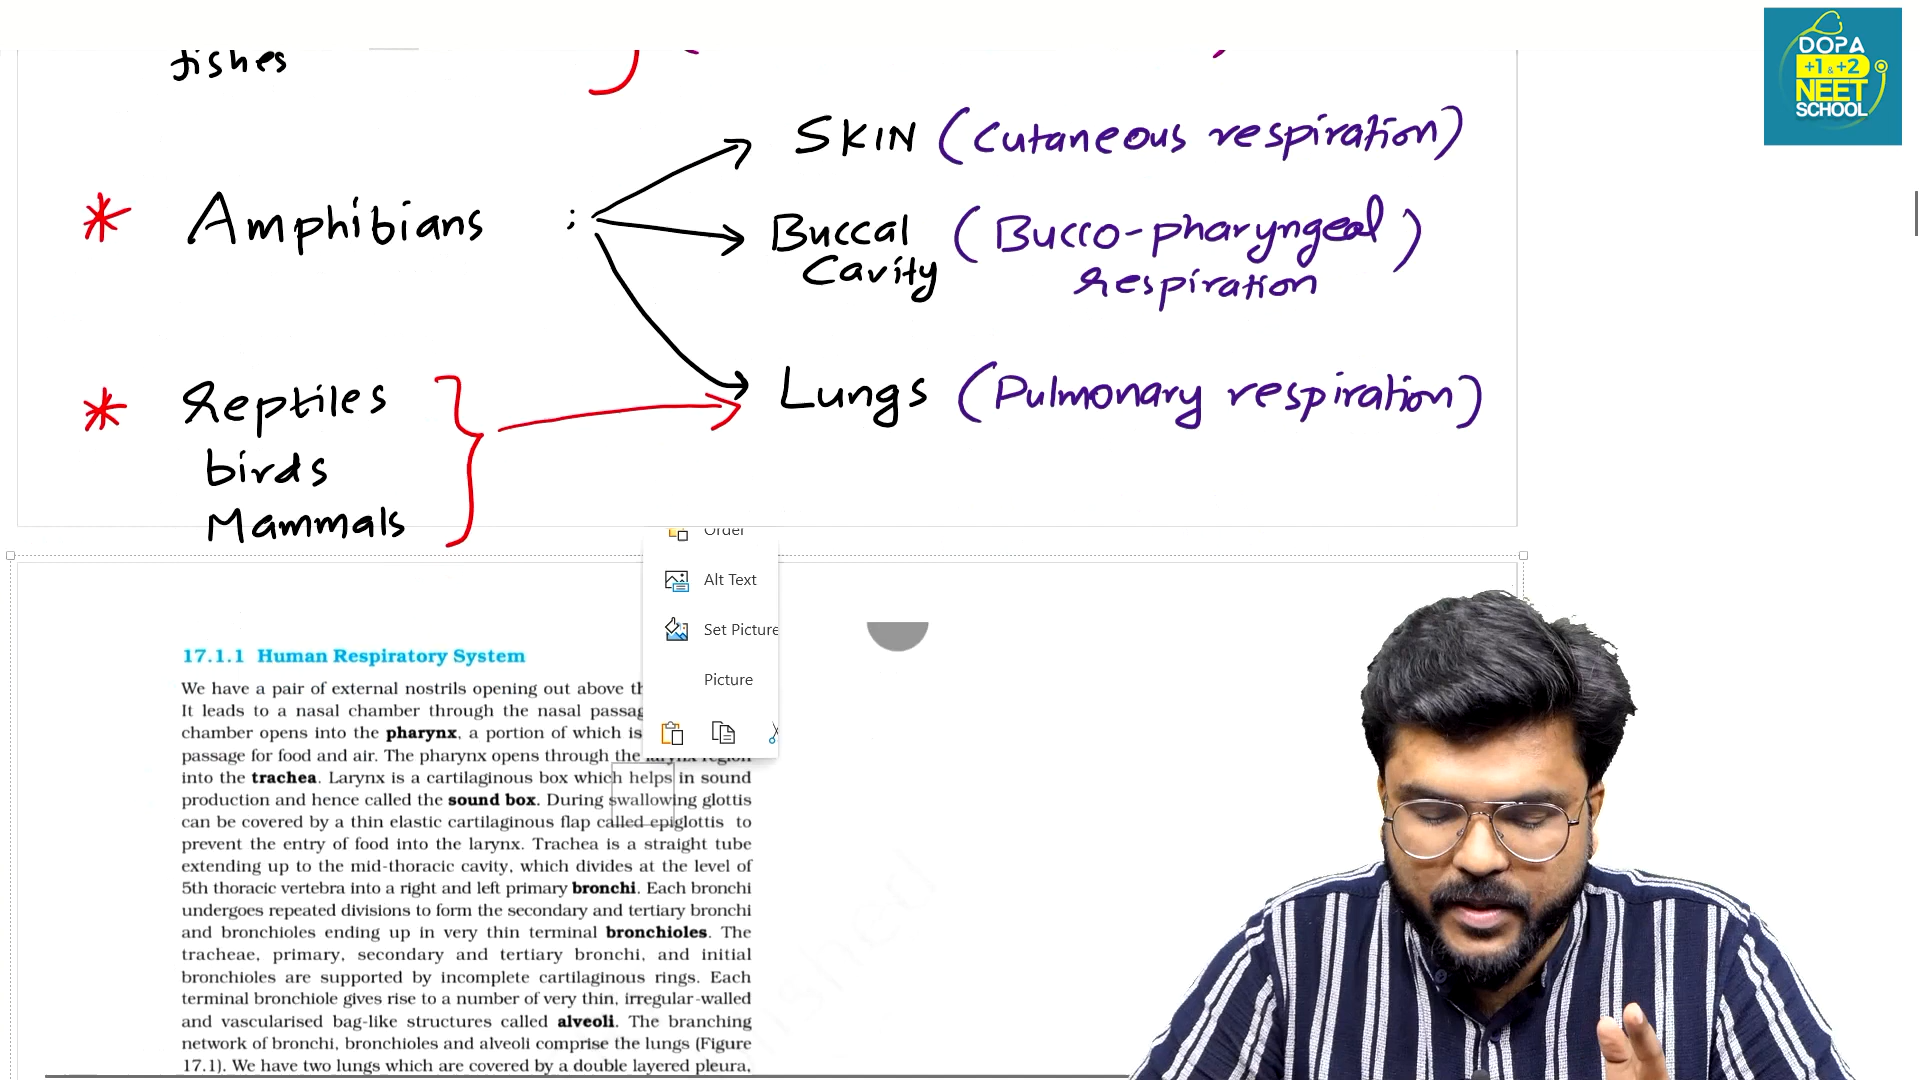 fishes
DOPA
+1 & +2
NEET
SCHOOL
SKIN (Cutaneous respiration)
* Amphibians :
Buccal Cavity (Bucco-pharyngeal) respiration
Lungs (Pulmonary respiration)
* Reptiles
birds
Mammals
Order
Alt Text
Set Picture
Picture
17.1.1 Human Respiratory System
We have a pair of external nostrils opening out above
It leads to a nasal chamber through the nasal
chamber opens into the pharynx, a portion of which is
passage for food and air. The pharynx opens through the larynx region
into the trachea. Larynx is a cartilaginous box which helps in sound
production and hence called the sound box. During swallowing glottis
can be covered by a thin elastic cartilaginous flap called epiglottis to
prevent the entry of food into the larynx. Trachea is a straight tube
extending up to the mid-thoracic cavity, which divides at the level of
5th thoracic vertebra into a right and left primary bronchi. Each bronchi
undergoes repeated divisions to form the secondary and tertiary bronchi
and bronchioles ending up in very thin terminal bronchioles. The
tracheae, primary, secondary and tertiary bronchi, and initial
bronchioles are supported by incomplete cartilaginous rings. Each
terminal bronchiole gives rise to a number of very thin, irregular-walled
and vascularised bag-like structures called alveoli. The branching
network of bronchi, bronchioles and alveoli comprise the lungs (Figure
17.1). We have two lungs which are covered by a double layered pleura,